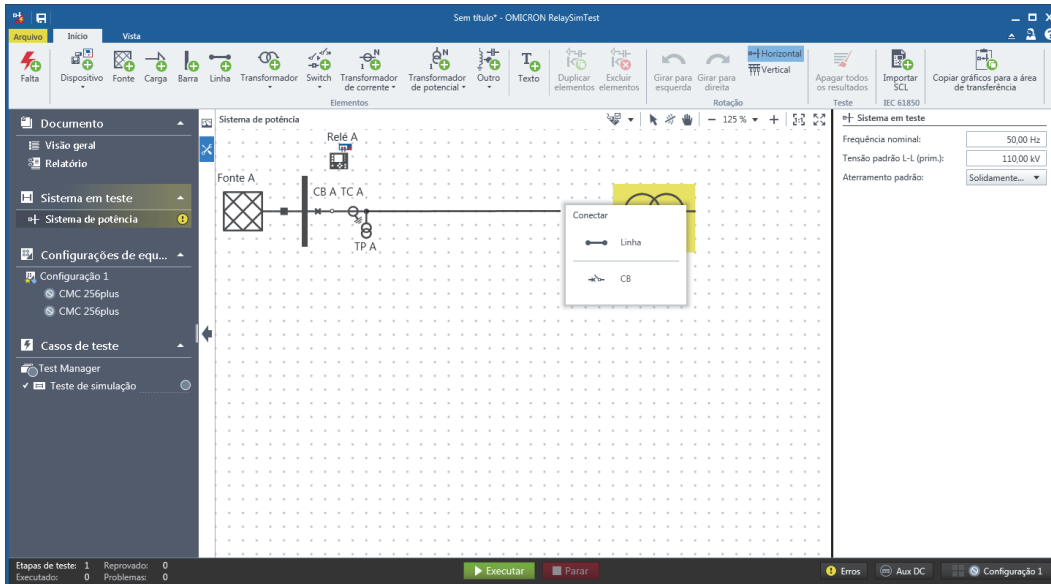 Sem título* - OMICRON RelaySimTest
Arquivo Início Vista
Falta Dispositivo Fonte Carga Barra Linha Transformador Switch Transformador de corrente Transformador de potencial Outro Texto Duplicar elementos Excluir elementos Girar para esquerda Girar para direita Horizontal Vertical Apagar todos os resultados Importar SCL Copiar gráficos para a área de transferência
Elementos Rotação Teste IEC 61850
Documento
Visão geral
Relatório
Sistema em teste
Sistema de potência
Configurações de equ...
Configuração 1
CMC 256plus
CMC 256plus
Casos de teste
Test Manager
Teste de simulação
Sistema de potência 125 %
Relé A
Fonte A
CB A TC A
TP A
Conectar
Linha
CB
Sistema em teste
Frequência nominal: 50,00 Hz
Tensão padrão L-L (prim.): 110,00 kV
Aterramento padrão: Solidamente...
Etapas de teste: 1 Reprovado: 0
Executado: 0 Problemas: 0
Executar Parar
Erros Aux DC Configuração 1